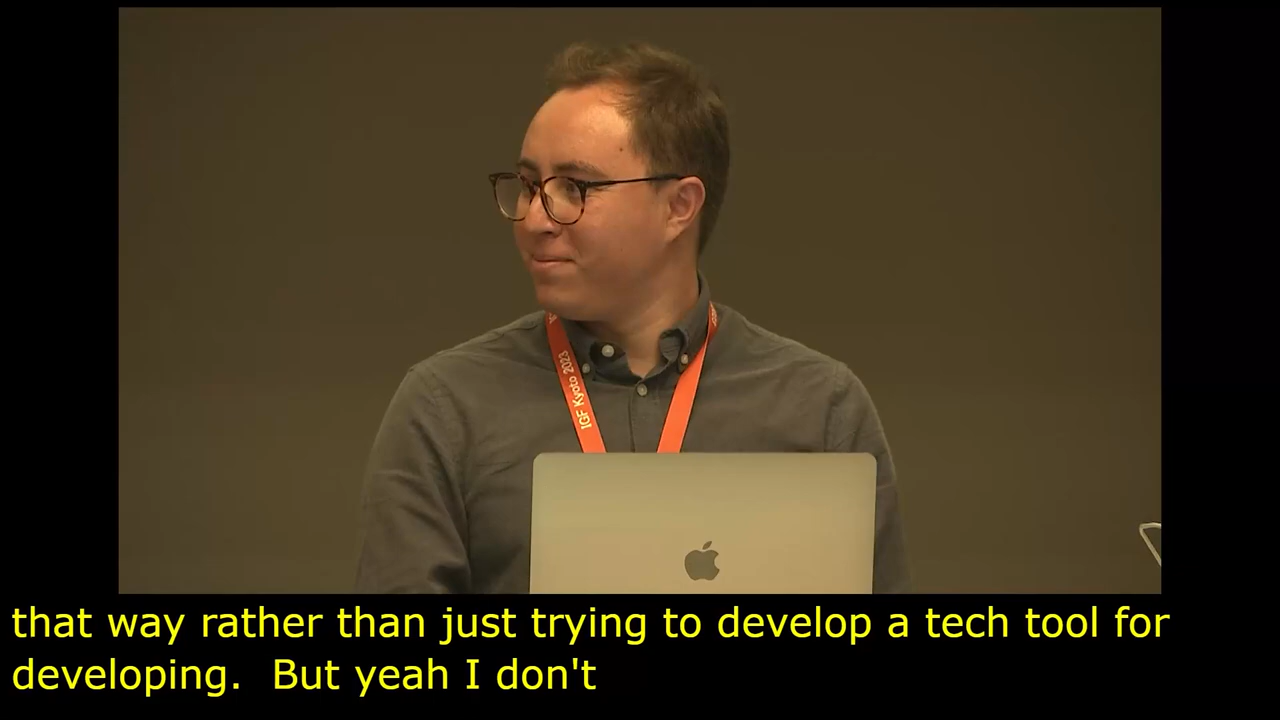 IGF Kyoto 2023
that way rather than just trying to develop a tech tool for
developing.  But yeah I don't